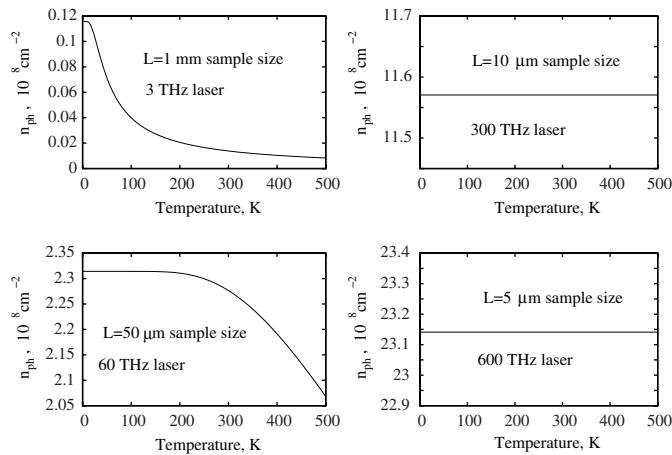 0.12
0.1
0.08
0.06
0.04
0.02
0
n_ph , 10^8 cm^−2
L=1 mm sample size
3 THz laser
0 100 200 300 400 500
Temperature, K
11.7
11.6
11.5
n_ph , 10^8 cm^−2
L=10 μm sample size
300 THz laser
0 100 200 300 400 500
Temperature, K
2.35
2.3
2.25
2.2
2.15
2.1
2.05
n_ph , 10^8 cm^−2
L=50 μm sample size
60 THz laser
0 100 200 300 400 500
Temperature, K
23.4
23.3
23.2
23.1
23
22.9
n_ph , 10^8 cm^−2
L=5 μm sample size
600 THz laser
0 100 200 300 400 500
Temperature, K